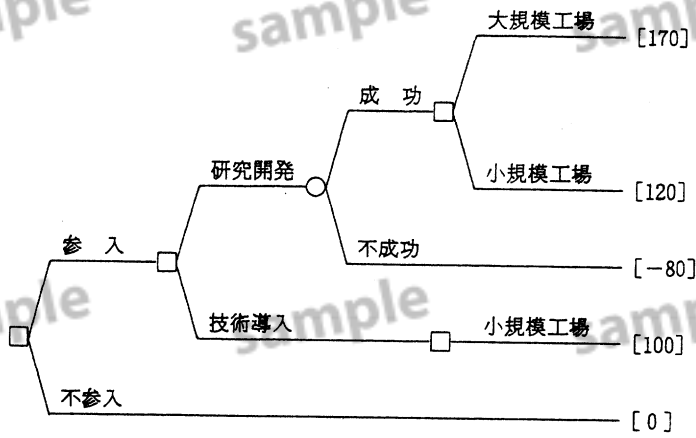 sample
sample
sample
大規模工場
[170]
成 功
研究開発
小規模工場
[120]
参 入
不成功
[-80]
sample
sample
sample
技術導入
小規模工場
[100]
不参入
[0]